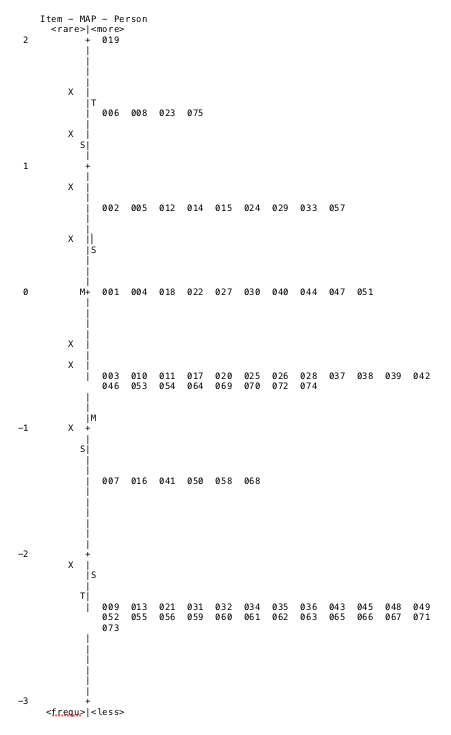 Item – MAP – Person
<rare>|<more>
2 + 019
|
|
|
|
X |
|T
| 006 008 023 075
|
X |
S|
|
1 +
|
X |
|
| 002 005 012 014 015 024 029 033 057
|
|
X ||
|S
|
|
|
0 M+ 001 004 018 022 027 030 040 044 047 051
|
|
|
|
X |
|
X |
| 003 010 011 017 020 025 026 028 037 038 039 042
046 053 054 064 069 070 072 074
|
|
|M
−1 X +
|
S|
|
|
| 007 016 041 050 058 068
|
|
|
|
|
|
−2 +
X |
|S
|
T|
| 009 013 021 031 032 034 035 036 043 045 048 049
052 055 056 059 060 061 062 063 065 066 067 071
073
|
|
|
|
|
|
−3 +
<frequ>|<less>